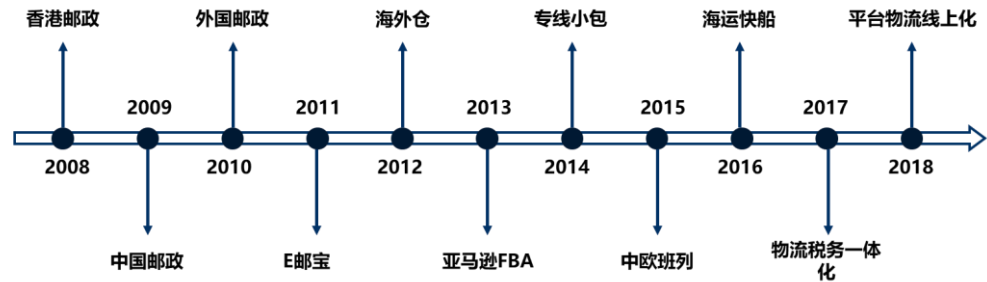 香港邮政
外国邮政
海外仓
专线小包
海运快船
平台物流线上化
2009
2011
2013
2015
2017
2008
2010
2012
2014
2016
2018
中国邮政
E邮宝
亚马逊FBA
中欧班列
物流税务一体
化